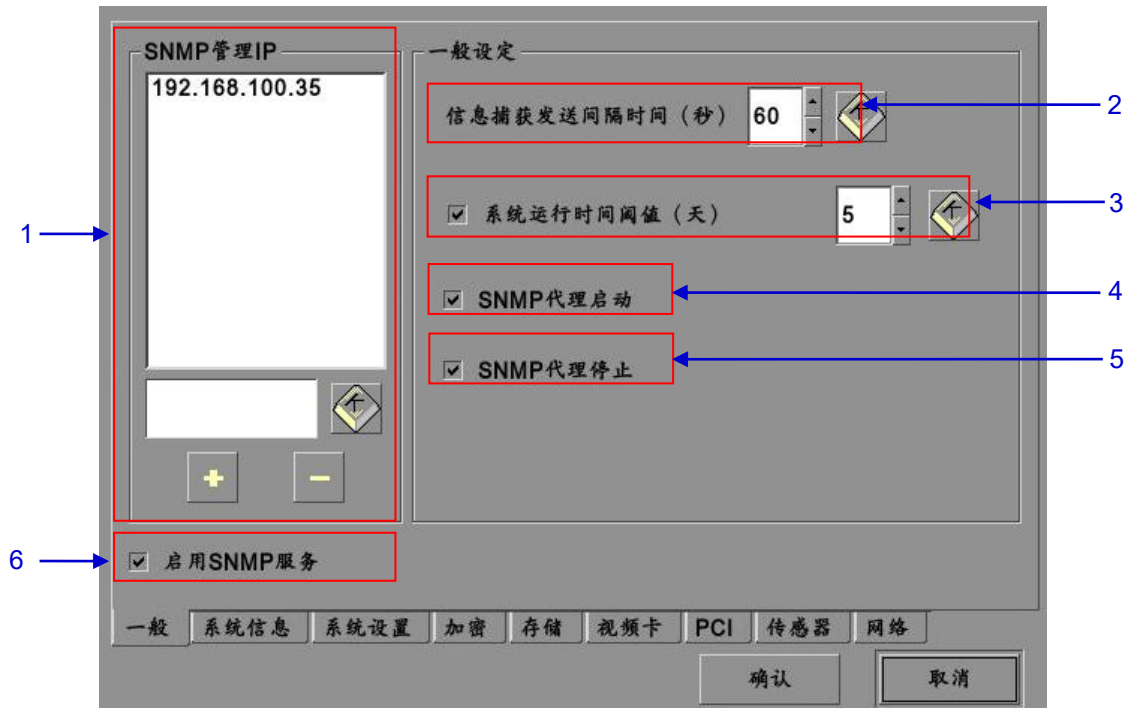 SNMP管理IP
192.168.100.35
一般设定
信息捕获发送间隔时间（秒） 60
系统运行时间阈值（天） 5
SNMP代理启动
SNMP代理停止
启用SNMP服务
一般 系统信息 系统设置 加密 存储 视频卡 PCI 传感器 网络
确认 取消
1
2
3
4
5
6